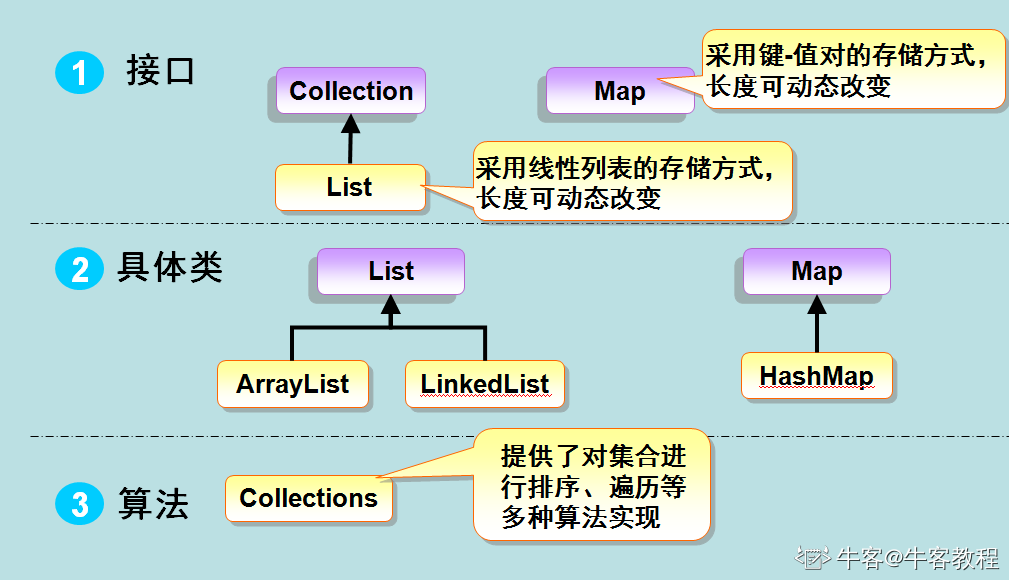 1 接口
Collection
Map
采用键-值对的存储方式，
长度可动态改变
List
采用线性列表的存储方式，
长度可动态改变
2 具体类
List
Map
ArrayList
LinkedList
HashMap
3 算法
Collections
提供了对集合进
行排序、遍历等
多种算法实现
牛客@牛客教程